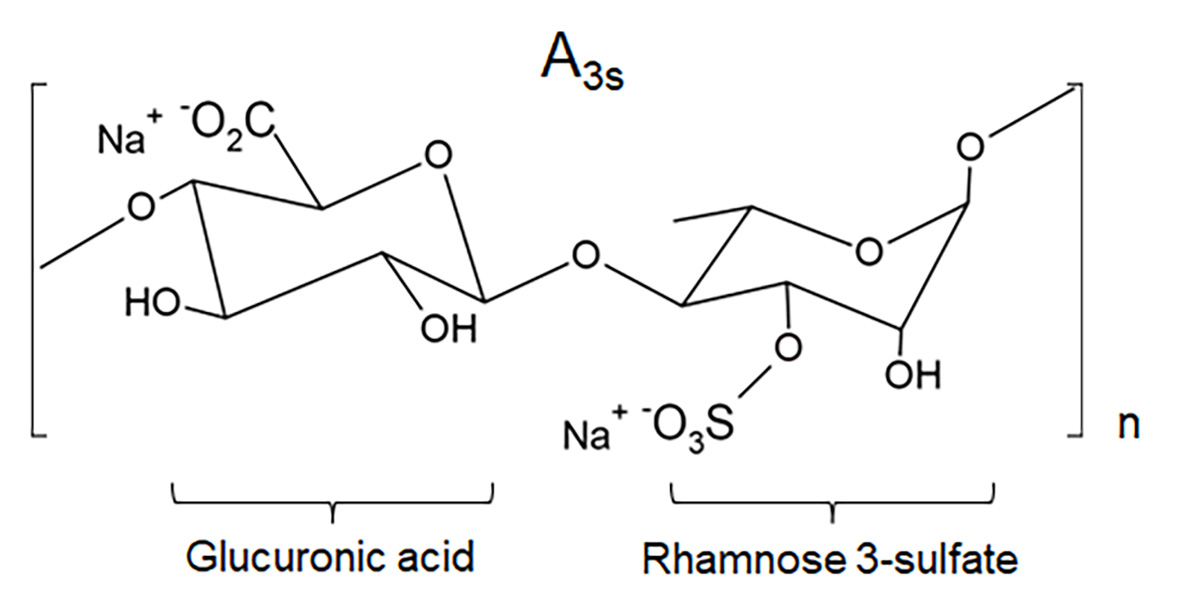 A3s
Na+ -O2C
O
O
O
O
HO
O
OH
O
OH
Na+ -O3S
n
Glucuronic acid
Rhamnose 3-sulfate